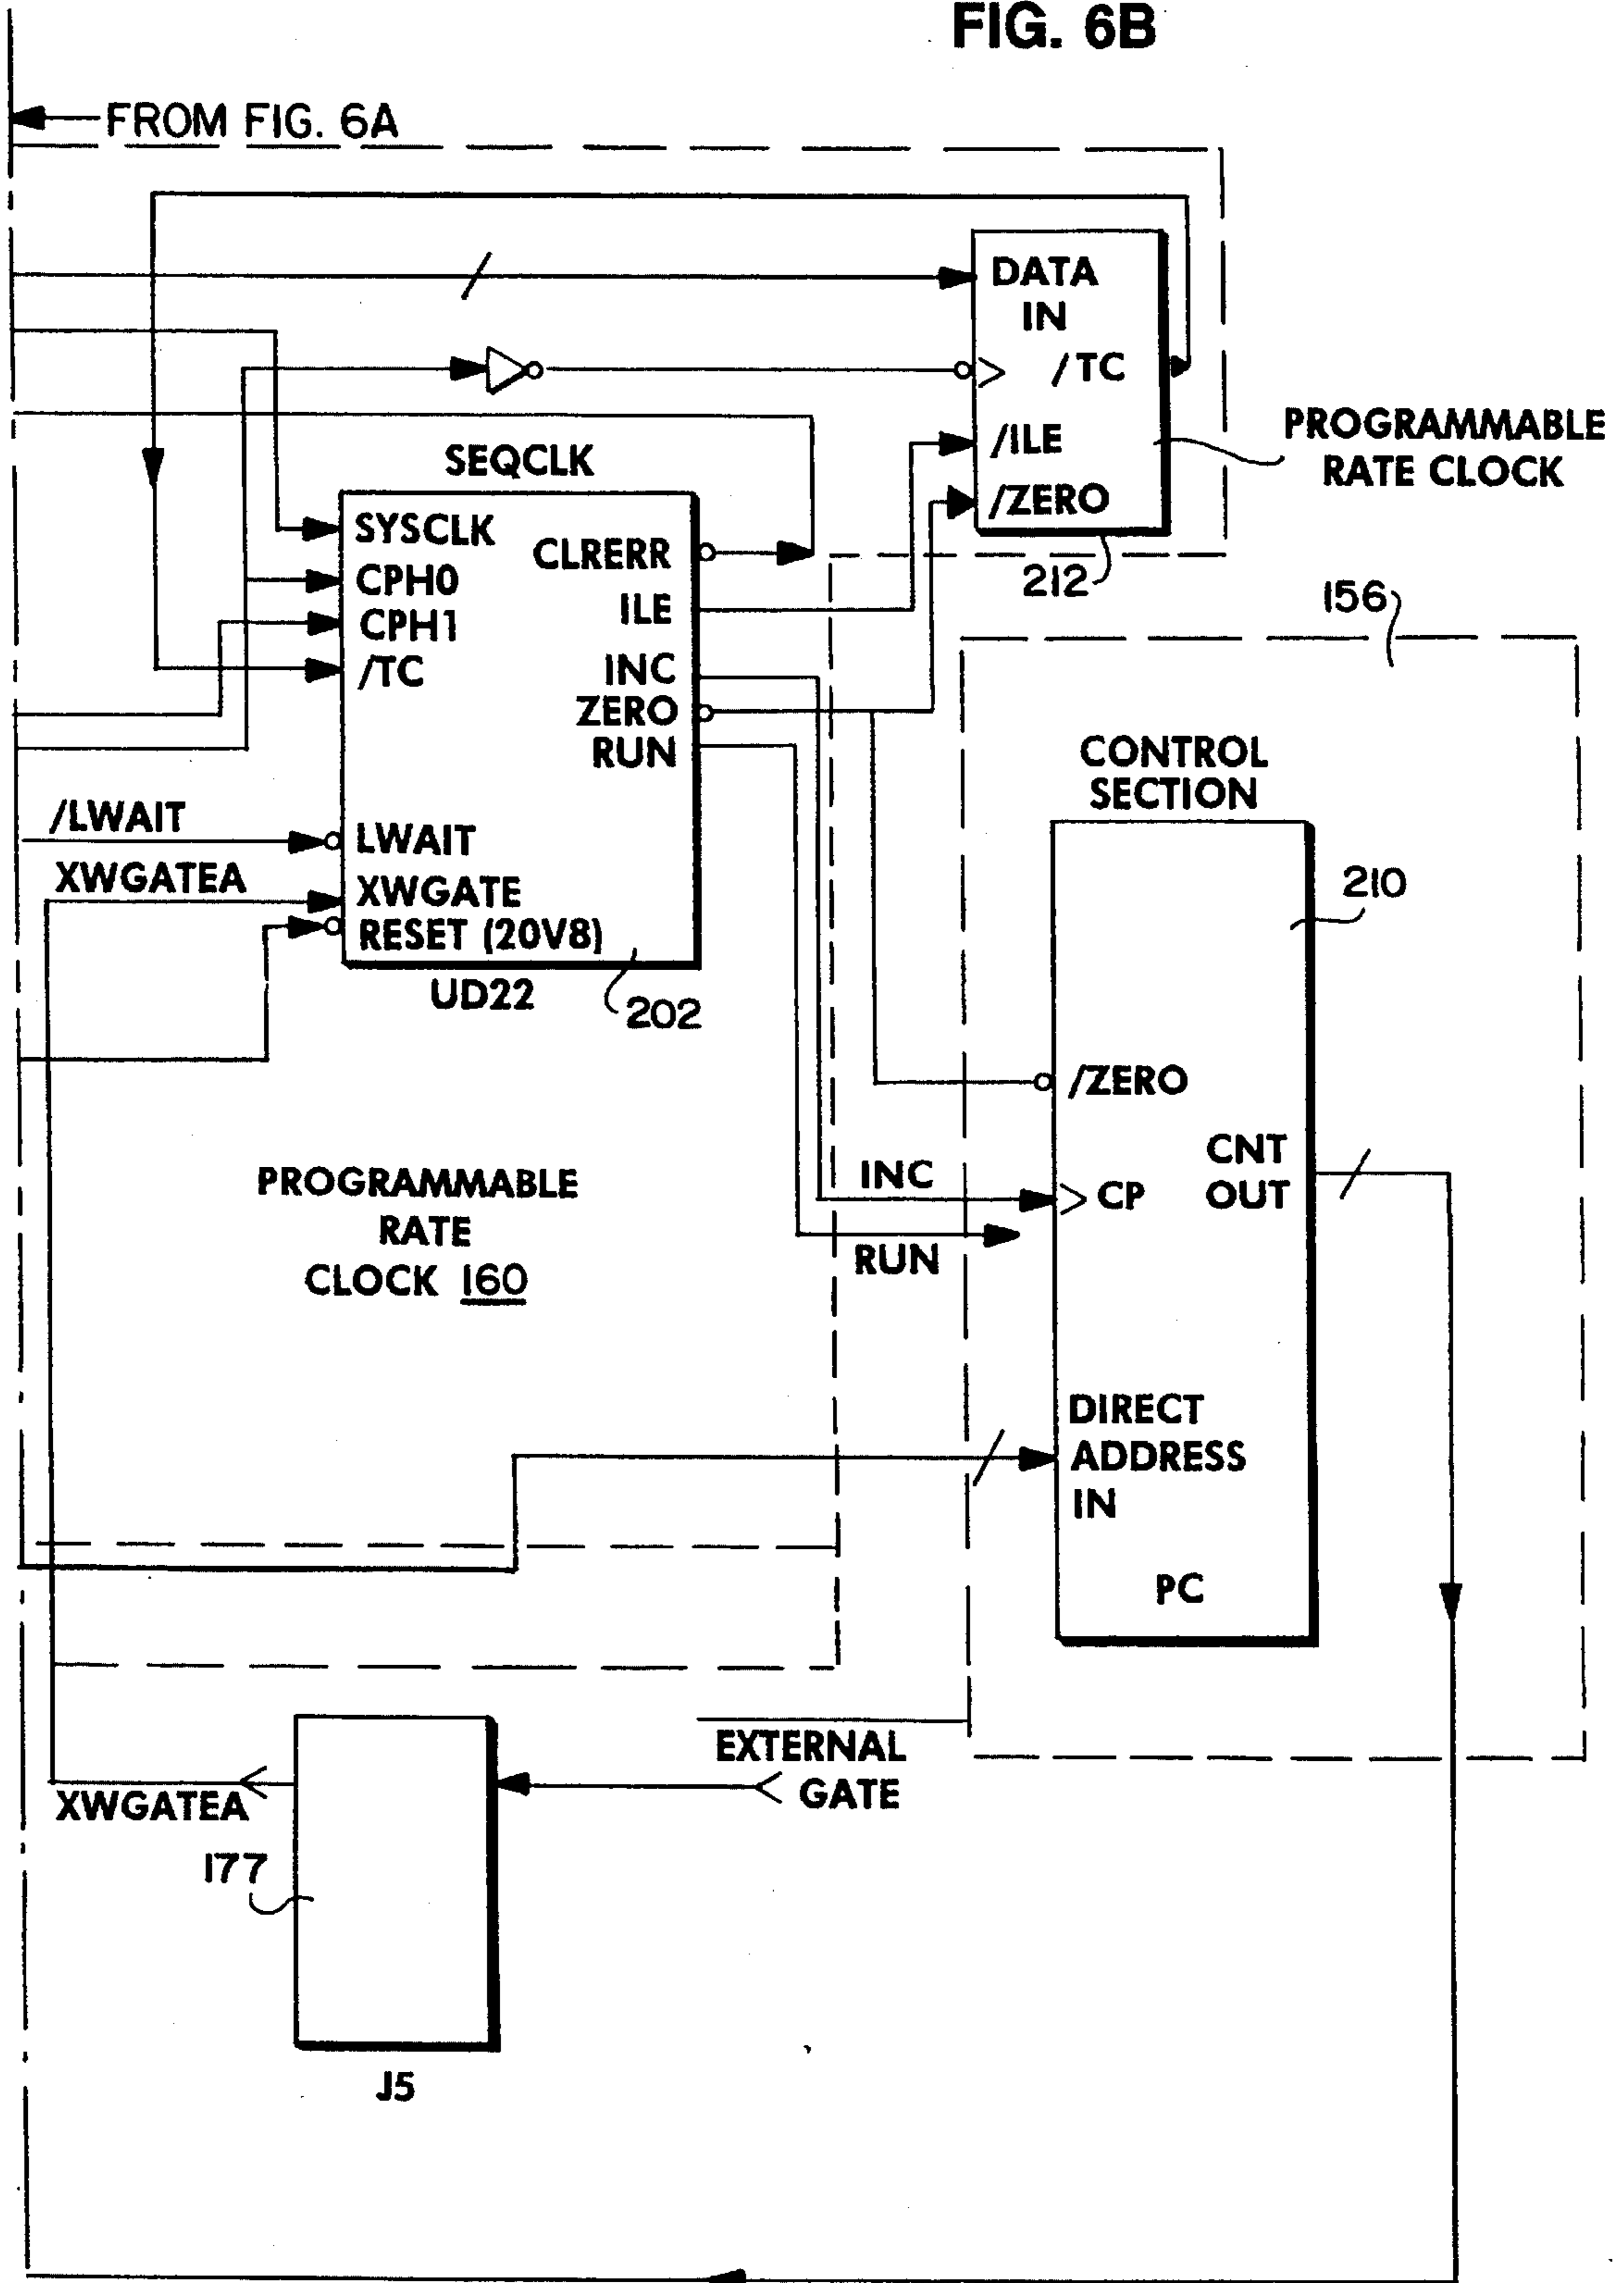 FIG. 6B
FROM FIG. 6A
DATA
IN
/TC
/ILE
/ZERO
PROGRAMMABLE
RATE CLOCK
212
SEQCLK
SYSCLK
CPH0
CPH1
/TC
CLRERR
ILE
INC
ZERO
RUN
/LWAIT
LWAIT
XWGATEA
XWGATE
RESET (20V8)
UD22
202
156
CONTROL
SECTION
210
/ZERO
CNT
OUT
INC
CP
RUN
PROGRAMMABLE
RATE
CLOCK 160
DIRECT
ADDRESS
IN
PC
EXTERNAL
GATE
XWGATEA
177
J5